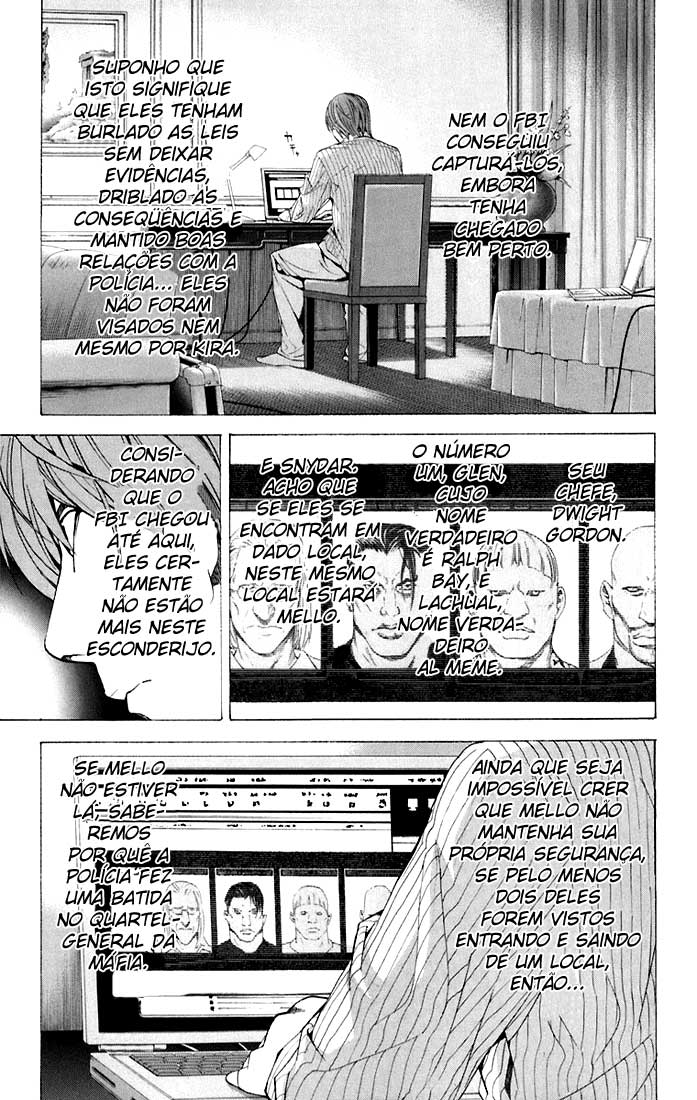 NEM O FBI
CONSEGUIU
CAPTURÁ-LOS,
EMBORA
TENHA
CHEGADO
BEM PERTO.
SUPONHO QUE
ISTO SIGNIFIQUE
QUE ELES TENHAM
BURLADO AS LEIS
SEM DEIXAR
EVIDÊNCIAS,
DRIBLADO AS
CONSEQÜÊNCIAS E
MANTIDO BOAS
RELAÇÕES COM A
POLÍCIA... ELES
NÃO FORAM
VISADOS NEM
MESMO POR KIRA.
SEU
CHEFE,
DWIGHT
GORDON.
O NÚMERO
UM, GLEN,
CUJO
NOME
VERDADEIRO
É RALPH
BAY, E
LACHUAL,
NOME VERDA-
DEIRO
AL MEME.
E SNYDAR.
ACHO QUE
SE ELES SE
ENCONTRAM EM
DADO LOCAL,
NESTE MESMO
LOCAL ESTARÁ
MELLO.
CONSI-
DERANDO
QUE O
FBI CHEGOU
ATÉ AQUI,
ELES CER-
TAMENTE
NÃO ESTÃO
MAIS NESTE
ESCONDERIJO.
AINDA QUE SEJA
IMPOSSÍVEL CRER
QUE MELLO NÃO
MANTENHA SUA
PRÓPRIA SEGURANÇA,
SE PELO MENOS
DOIS DELES
FOREM VISTOS
ENTRANDO E SAINDO
DE UM LOCAL,
ENTÃO...
SE MELLO
NÃO ESTIVER
LÁ, SABE-
REMOS
POR QUÊ A
POLÍCIA FEZ
UMA BATIDA
NO QUARTEL
GENERAL DA
MÁFIA.